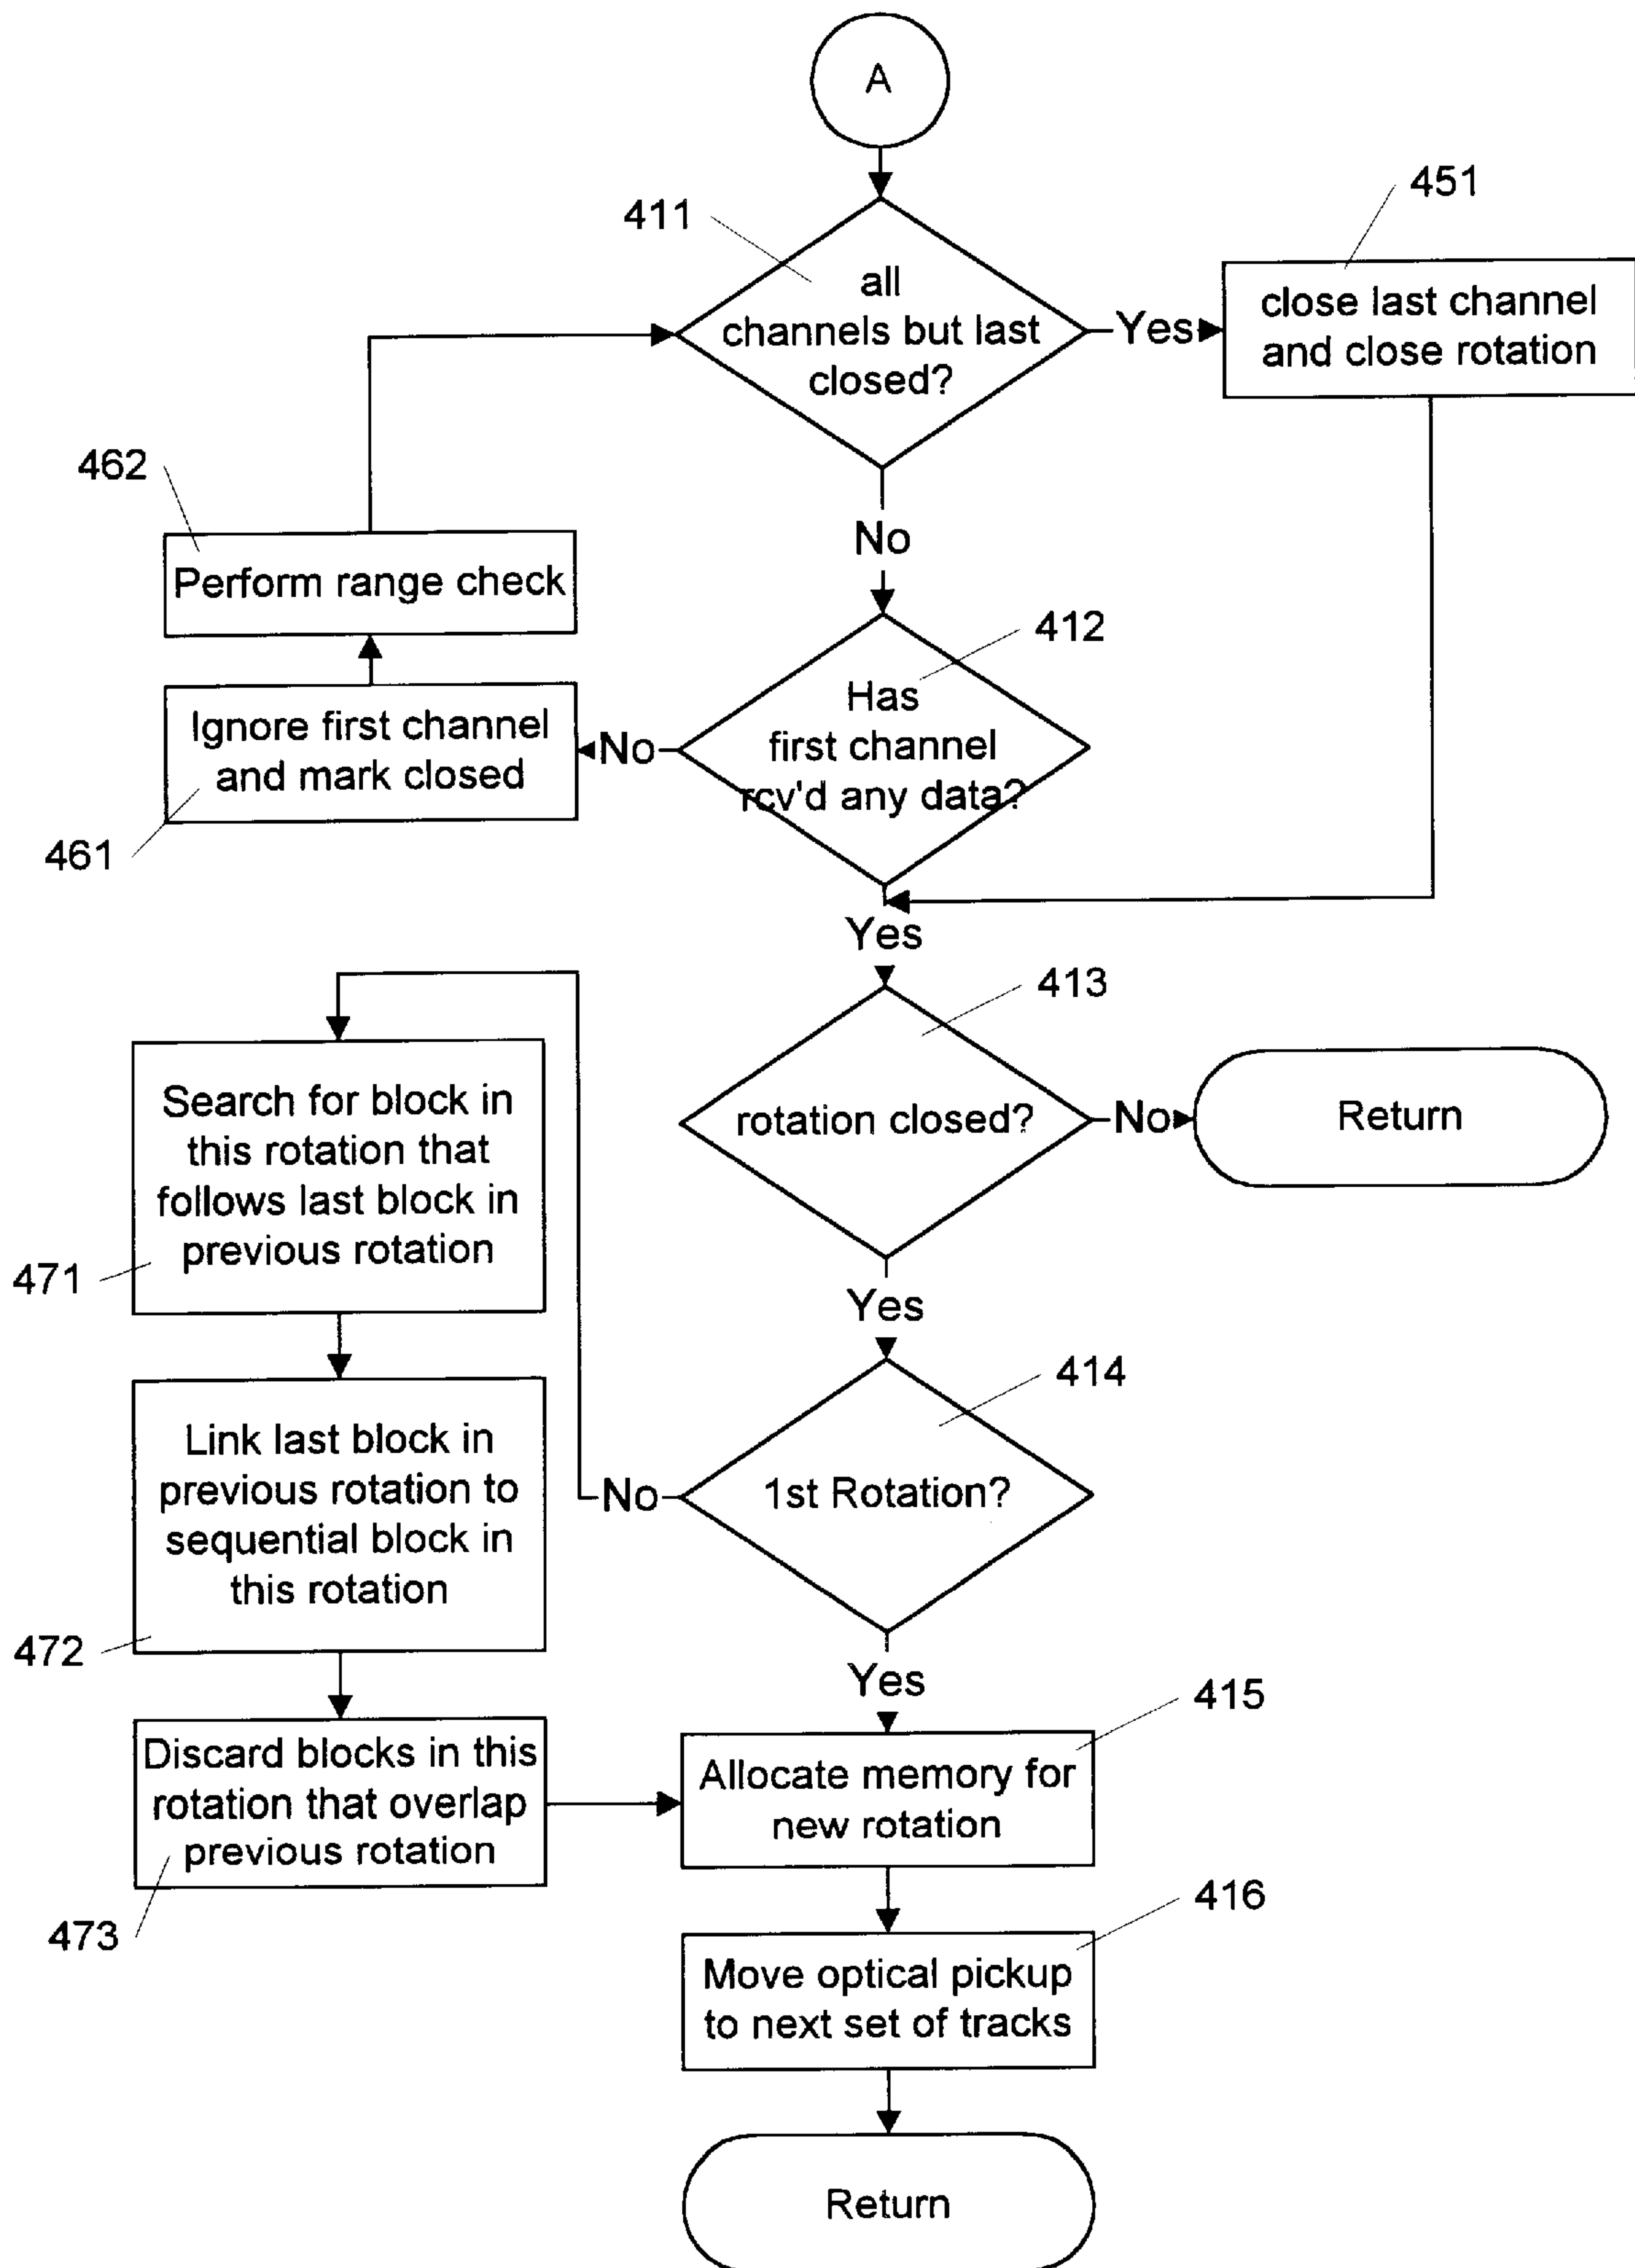 A
451
411
all
channels but last
closed?
Yes
close last channel
and close rotation
462
No
Perform range check
412
Has
first channel
rcv'd any data?
No
Ignore first channel
and mark closed
461
Yes
413
rotation closed?
No
Return
Search for block in
this rotation that
follows last block in
previous rotation
471
Yes
414
1st Rotation?
No
Link last block in
previous rotation to
sequential block in
this rotation
472
Yes
415
Discard blocks in this
rotation that overlap
previous rotation
473
Allocate memory for
new rotation
416
Move optical pickup
to next set of tracks
Return